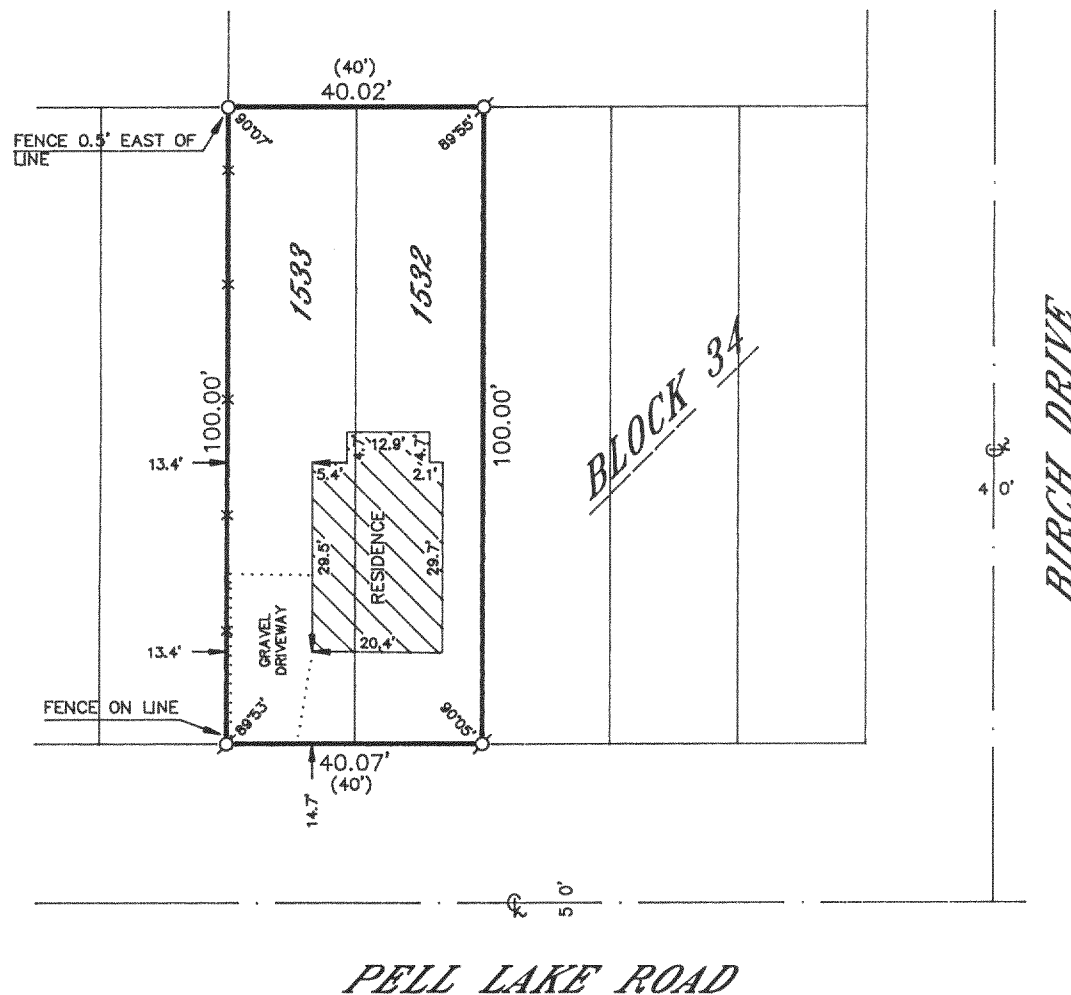 (40')
40.02'
FENCE 0.5' EAST OF
LINE
90°07'
89°55'
1533
1532
BLOCK 34
BIRCH DRIVE
100.00'
100.00'
40'
13.4'
12.9'
4.7'
4.7'
5.4'
2.1'
29.5'
RESIDENCE
29.7'
GRAVEL
DRIVEWAY
13.4'
20.4'
FENCE ON LINE
89°53'
90°05'
40.07'
(40')
14.7'
50'
PELL LAKE ROAD